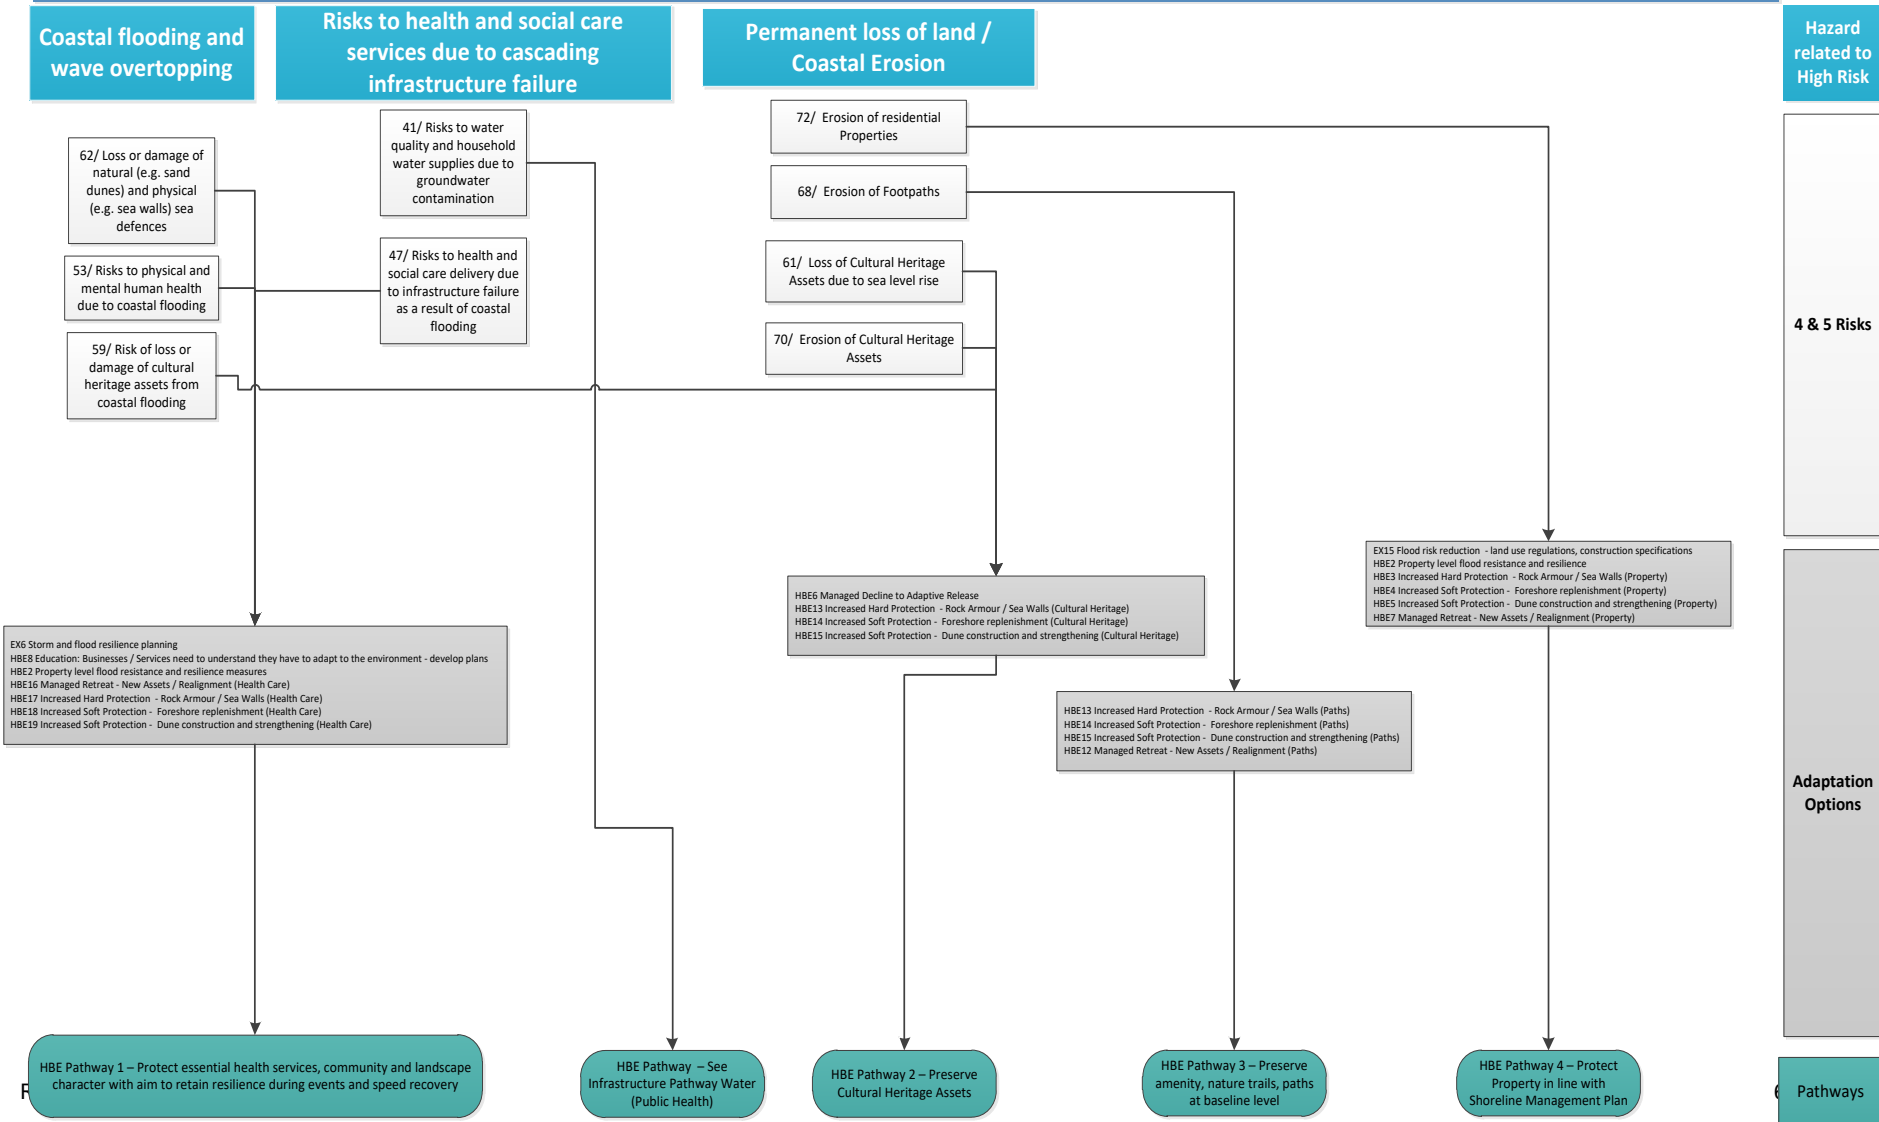 Coastal flooding and
wave overtopping
Risks to health and social care
services due to cascading
infrastructure failure
Permanent loss of land /
Coastal Erosion
Hazard
related to
High Risk
62/ Loss or damage of
natural (e.g. sand
dunes) and physical
(e.g. sea walls) sea
defences
53/ Risks to physical and
mental human health
due to coastal flooding
59/ Risk of loss or
damage of cultural
heritage assets from
coastal flooding
41/ Risks to water
quality and household
water supplies due to
groundwater
contamination
47/ Risks to health and
social care delivery due
to infrastructure failure
as a result of coastal
flooding
72/ Erosion of residential
Properties
68/ Erosion of Footpaths
61/ Loss of Cultural Heritage
Assets due to sea level rise
70/ Erosion of Cultural Heritage
Assets
4 & 5 Risks
EX6 Storm and flood resilience planning
HBE8 Education: Businesses / Services need to understand they have to adapt to the environment - develop plans
HBE2 Property level flood resistance and resilience measures
HBE16 Managed Retreat - New Assets / Realignment (Health Care)
HBE17 Increased Hard Protection - Rock Armour / Sea Walls (Health Care)
HBE18 Increased Soft Protection - Foreshore replenishment (Health Care)
HBE19 Increased Soft Protection - Dune construction and strengthening (Health Care)
HBE6 Managed Decline to Adaptive Release
HBE13 Increased Hard Protection - Rock Armour / Sea Walls (Cultural Heritage)
HBE14 Increased Soft Protection - Foreshore replenishment (Cultural Heritage)
HBE15 Increased Soft Protection - Dune construction and strengthening (Cultural Heritage)
HBE13 Increased Hard Protection - Rock Armour / Sea Walls (Paths)
HBE14 Increased Soft Protection - Foreshore replenishment (Paths)
HBE15 Increased Soft Protection - Dune construction and strengthening (Paths)
HBE12 Managed Retreat - New Assets / Realignment (Paths)
EX15 Flood risk reduction - land use regulations, construction specifications
HBE2 Property level flood resistance and resilience
HBE3 Increased Hard Protection - Rock Armour / Sea Walls (Property)
HBE4 Increased Soft Protection - Foreshore replenishment (Property)
HBE5 Increased Soft Protection - Dune construction and strengthening (Property)
HBE7 Managed Retreat - New Assets / Realignment (Property)
Adaptation
Options
HBE Pathway 1 – Protect essential health services, community and landscape
character with aim to retain resilience during events and speed recovery
HBE Pathway – See
Infrastructure Pathway Water
(Public Health)
HBE Pathway 2 – Preserve
Cultural Heritage Assets
HBE Pathway 3 – Preserve
amenity, nature trails, paths
at baseline level
HBE Pathway 4 – Protect
Property in line with
Shoreline Management Plan
Pathways